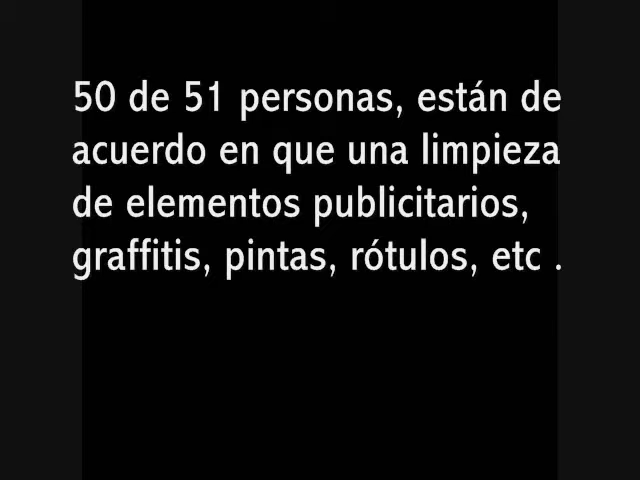 50 de 51 personas, están de
acuerdo en que una limpieza
de elementos publicitarios,
graffitis, pintas, rótulos, etc .